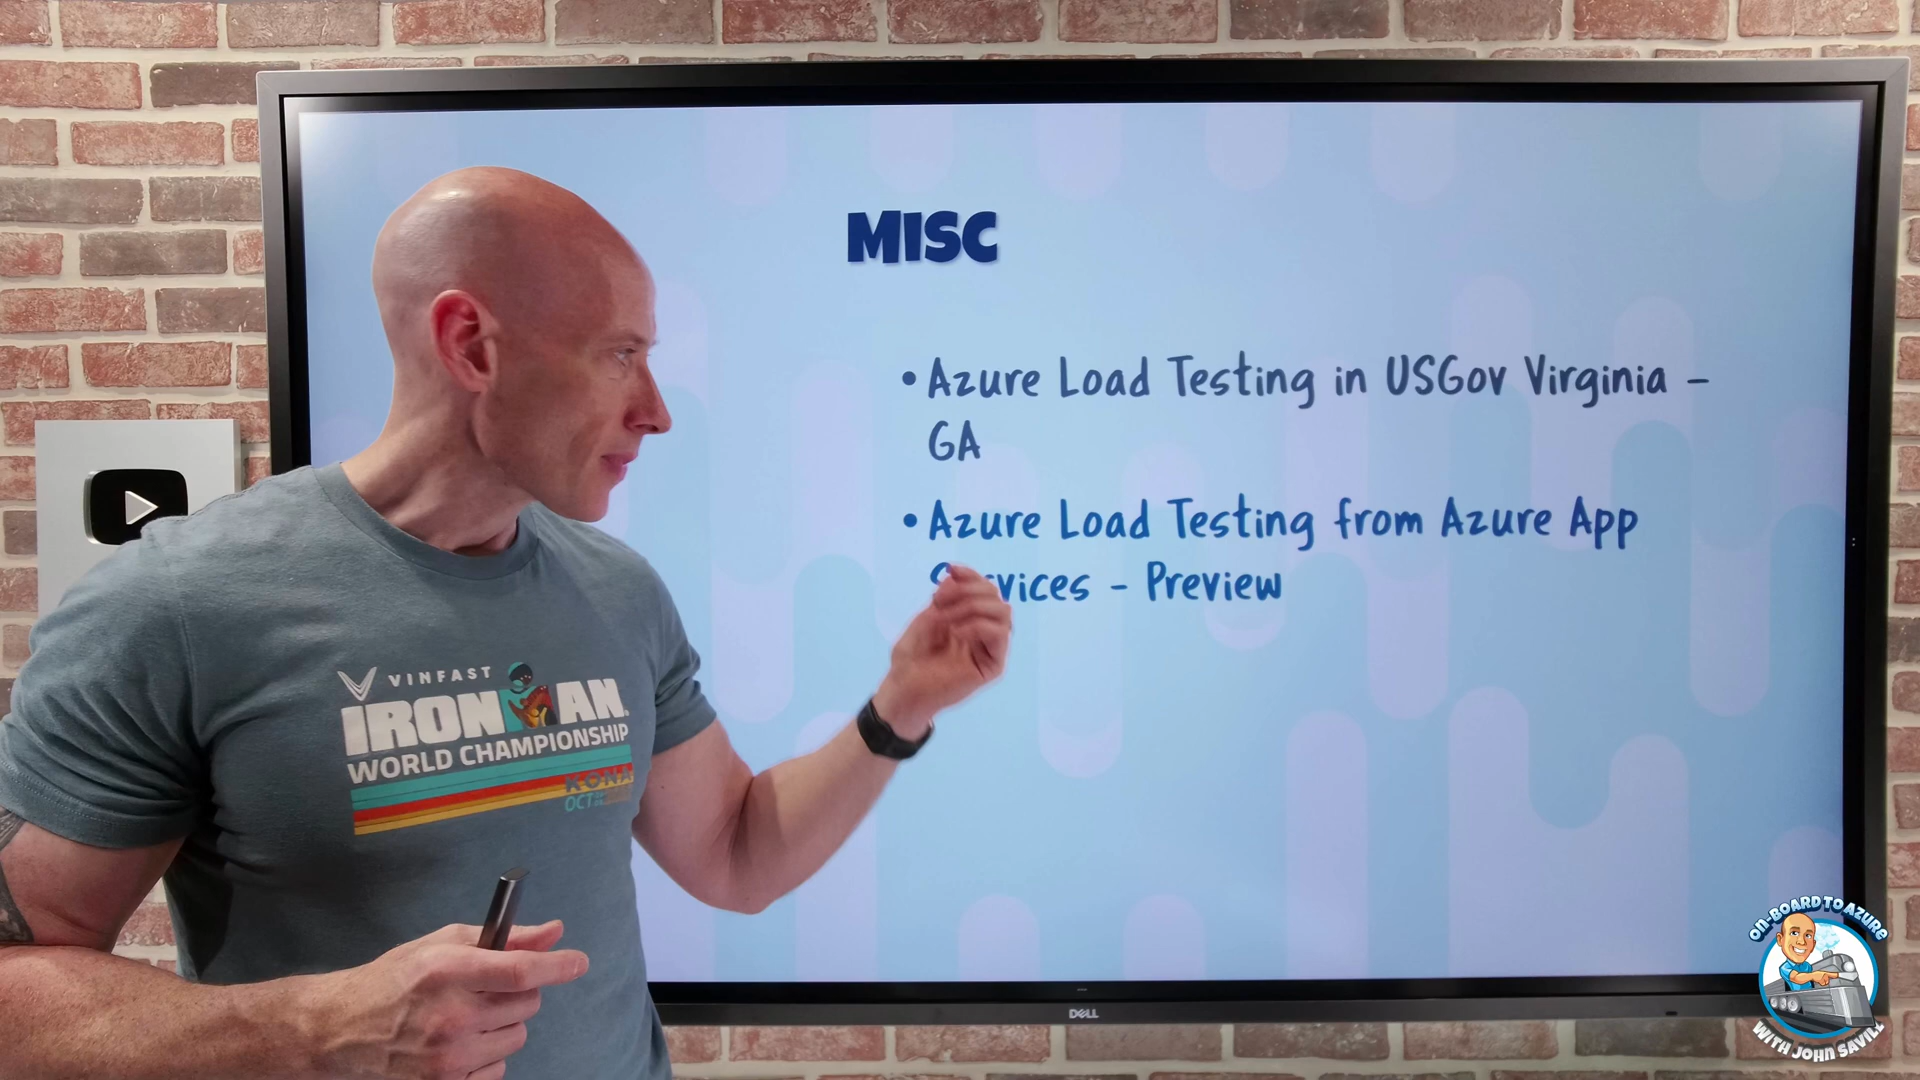 MISC
• Azure Load Testing in USGov Virginia –
GA
• Azure Load Testing from Azure App
Services – Preview
VINFAST
IRONMAN
WORLD CHAMPIONSHIP
KONA
OCT
DELL
ON-BOARD TO AZURE
WITH JOHN SAVILL